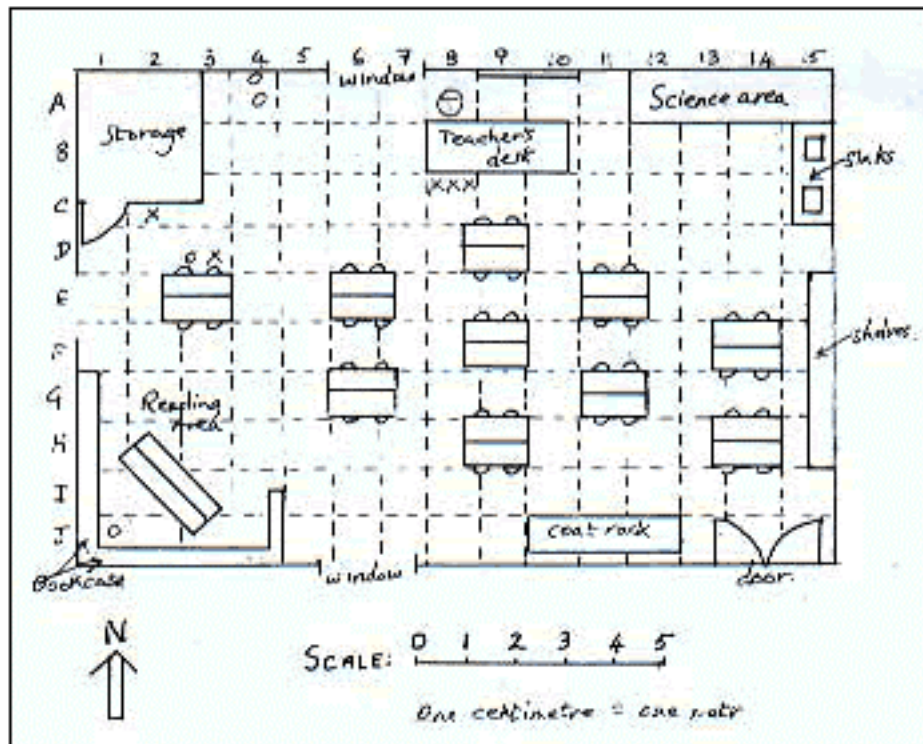 1 2 3 4 5 6 7 8 9 10 11 12 13 14 15
window
A
Science area
Storage
B
Teacher's
desk
sinks
xxx
C
x
D
o x
E
F
shelves
G
Reading
area
H
I
J
coat rack
Bookcase
window
door
N
SCALE: 0 1 2 3 4 5
One centimetre = one